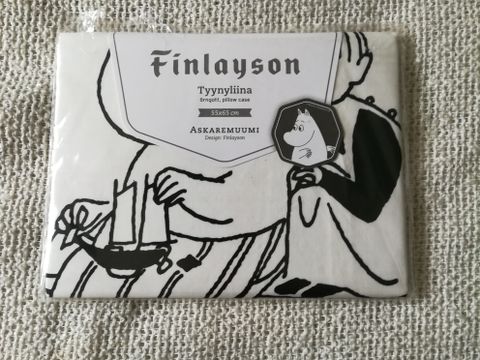 Finlayson
Tyynyliina
örngott, pillow case
55x65 cm
ASKAREMUUMI
Design: Finlayson